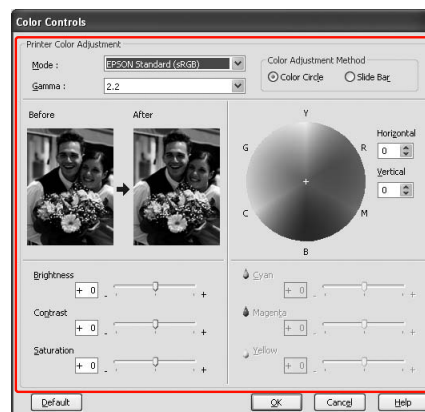 Color Controls
Printer Color Adjustment
Mode : EPSON Standard (sRGB)
Gamma : 2.2
Color Adjustment Method
Color Circle Slide Bar
Before After
Y
G R
C M
B
Horizontal
0
Vertical
0
Brightness
+ 0 - +
Contrast
+ 0 - +
Saturation
+ 0 - +
Cyan
+ 0 - +
Magenta
+ 0 - +
Yellow
+ 0 - +
Default OK Cancel Help